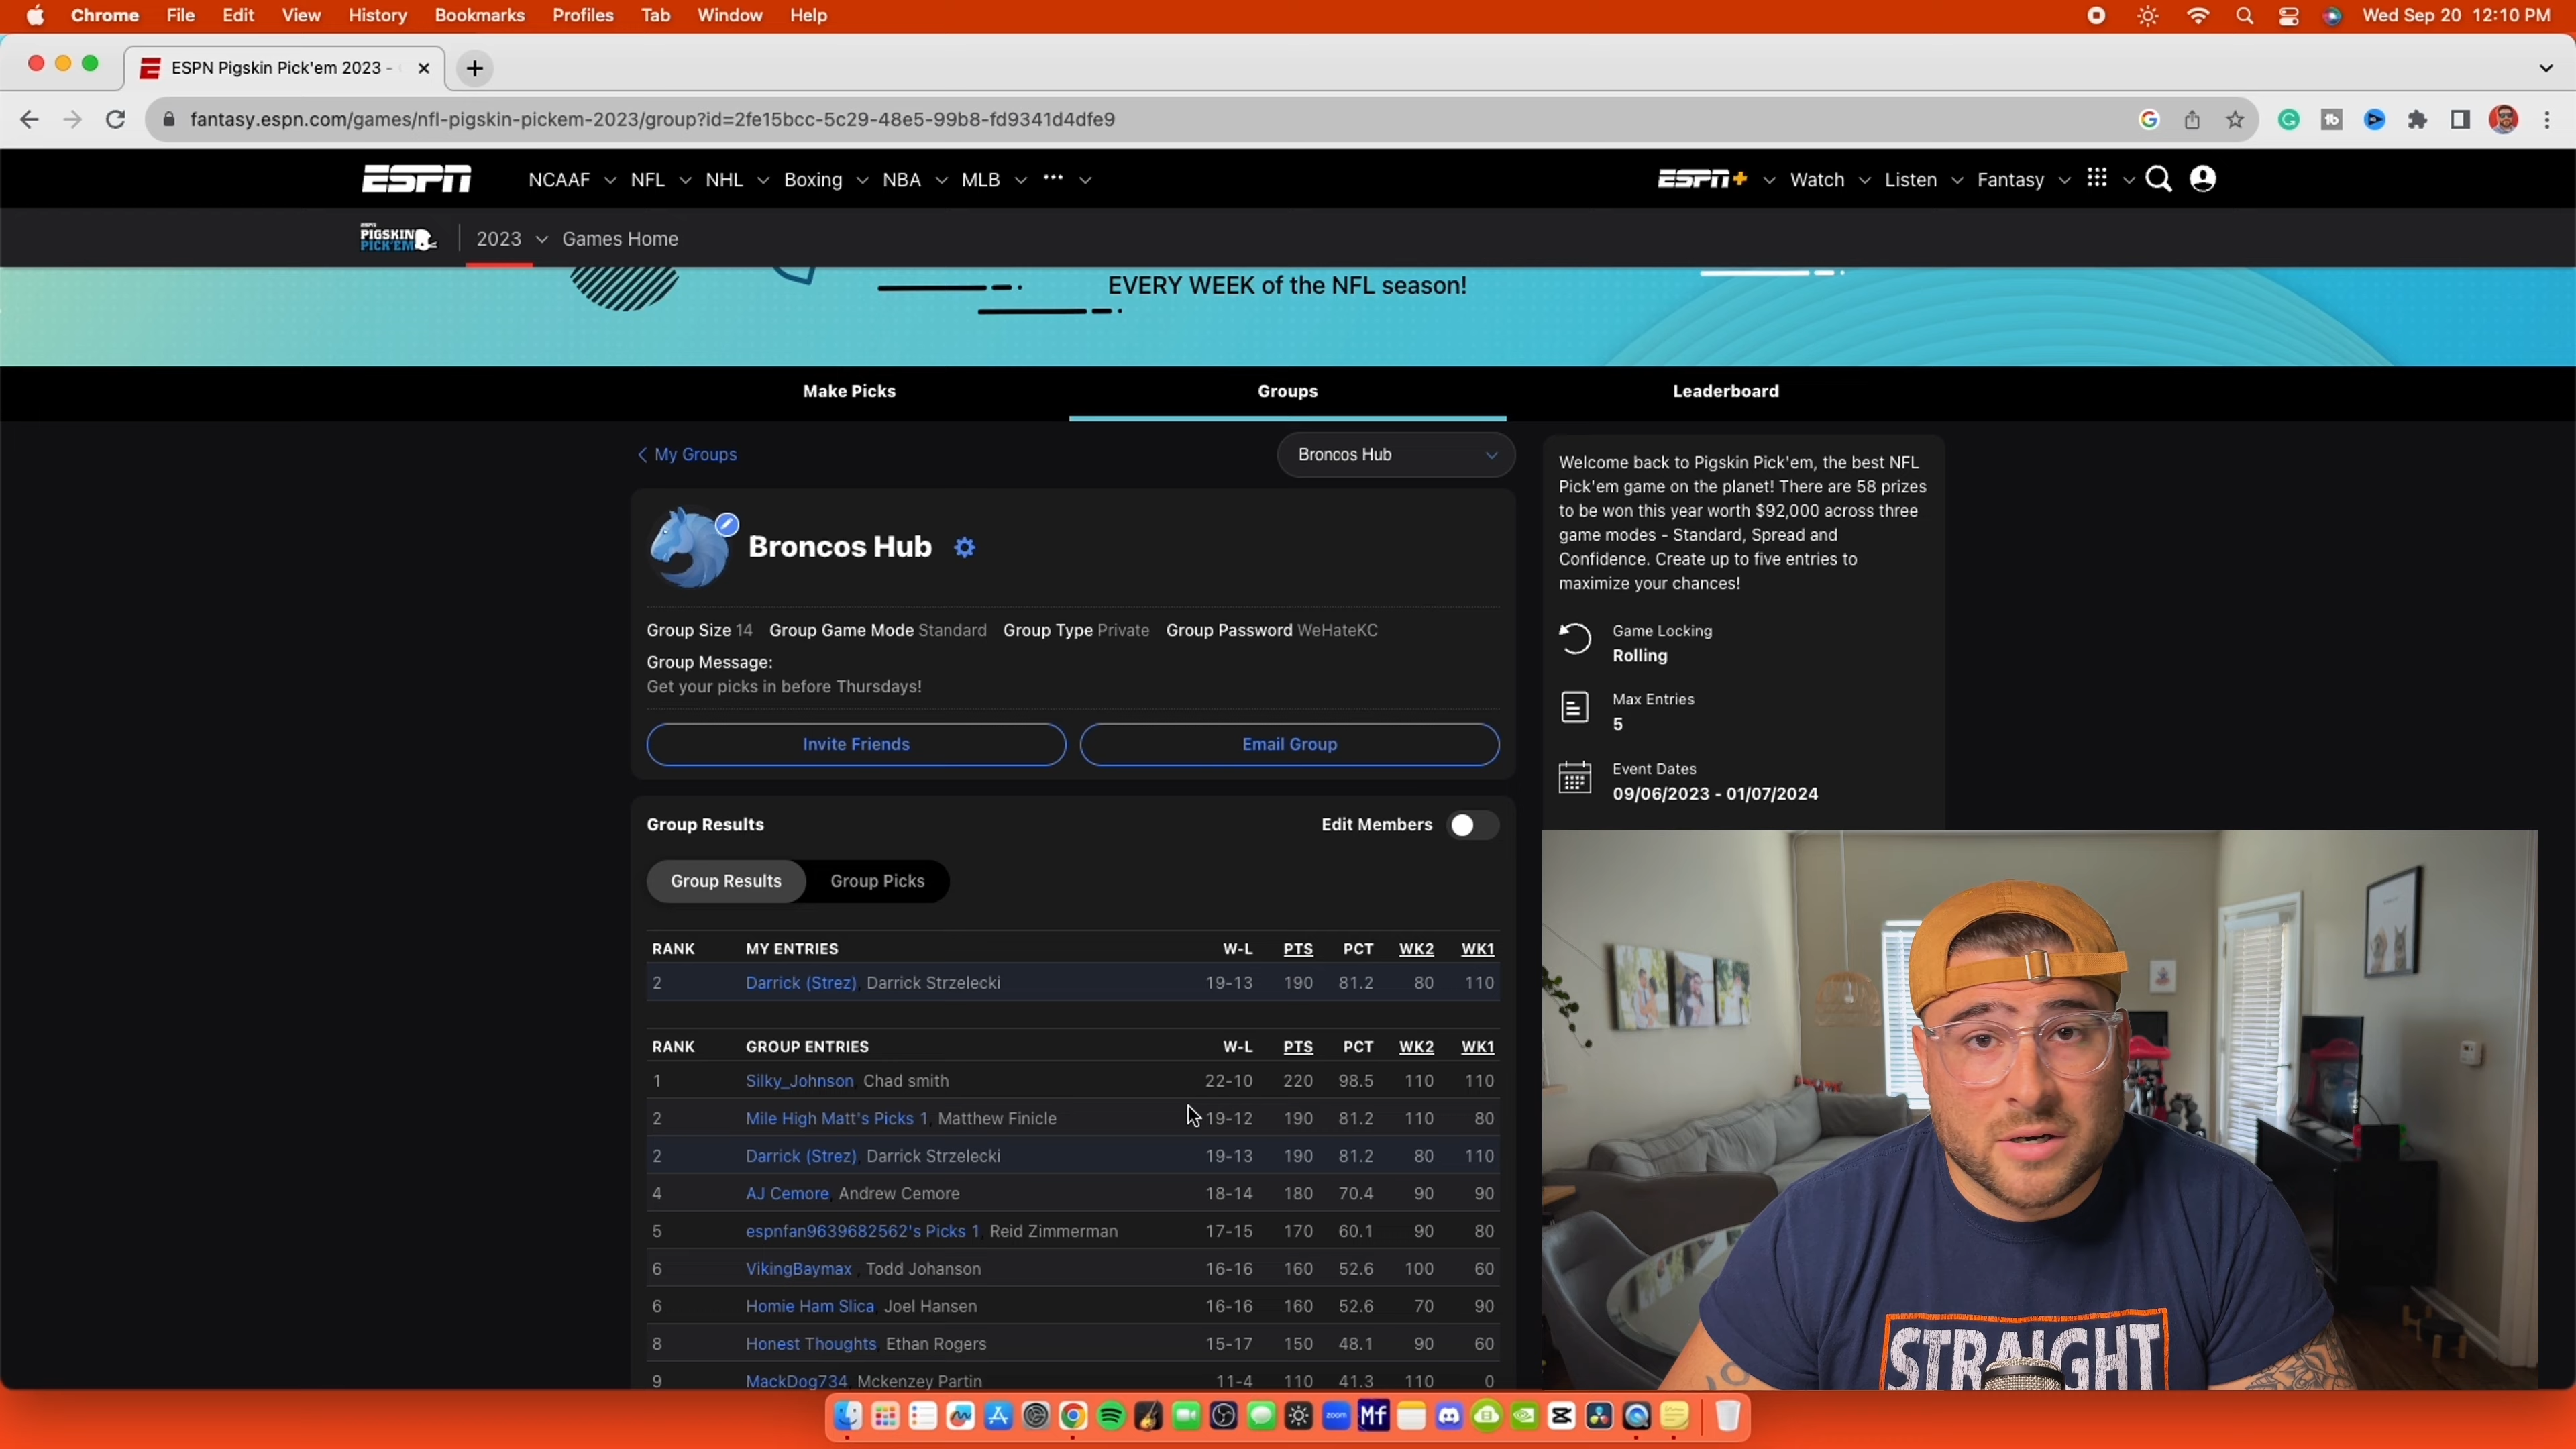 Chrome File Edit View History Bookmarks Profiles Tab Window Help Wed Sep 20 12:10 PM
ESPN Pigskin Pick'em 2023 -
fantasy.espn.com/games/nfl-pigskin-pickem-2023/group?id=2fe15bcc-5c29-48e5-99b8-fd9341d4dfe9
ESPN NCAAF NFL NHL Boxing NBA MLB ESPN+ Watch Listen Fantasy
PIGSKIN PICK'EM 2023 Games Home
EVERY WEEK of the NFL season!
Make Picks Groups Leaderboard
My Groups Broncos Hub
Broncos Hub
Group Size 14 Group Game Mode Standard Group Type Private Group Password WeHateKC
Group Message:
Get your picks in before Thursdays!
Invite Friends Email Group
Welcome back to Pigskin Pick'em, the best NFL
Pick'em game on the planet! There are 58 prizes
to be won this year worth $92,000 across three
game modes - Standard, Spread and
Confidence. Create up to five entries to
maximize your chances!
Game Locking
Rolling
Max Entries
5
Event Dates
09/06/2023 - 01/07/2024
Group Results Edit Members
Group Results Group Picks
RANK MY ENTRIES W-L PTS PCT WK2 WK1
2 Darrick (Strez), Darrick Strzelecki 19-13 190 81.2 80 110
RANK GROUP ENTRIES W-L PTS PCT WK2 WK1
1 Silky_Johnson, Chad smith 22-10 220 98.5 110 110
2 Mile High Matt's Picks 1, Matthew Finicle 19-12 190 81.2 110 80
2 Darrick (Strez), Darrick Strzelecki 19-13 190 81.2 80 110
4 AJ Cemore, Andrew Cemore 18-14 180 70.4 90 90
5 espnfan9639682562's Picks 1, Reid Zimmerman 17-15 170 60.1 90 80
6 VikingBaymax , Todd Johanson 16-16 160 52.6 100 60
6 Homie Ham Slica, Joel Hansen 16-16 160 52.6 70 90
8 Honest Thoughts, Ethan Rogers 15-17 150 48.1 90 60
9 MackDog734, Mckenzey Partin 11-4 110 41.3 110 0
STRAIGHT
zoom Mf